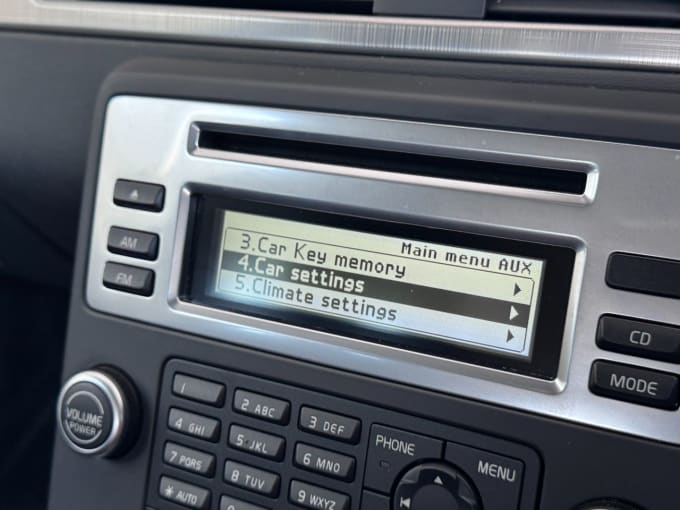 Main menu AUX
3.Car Key memory
4.Car settings
5.Climate settings
AM
FM
CD
MODE
VOLUME
POWER
1
2 ABC
3 DEF
4 GHI
5 JKL
6 MNO
7 PQRS
8 TUV
9 WXYZ
* AUTO
0
PHONE
MENU